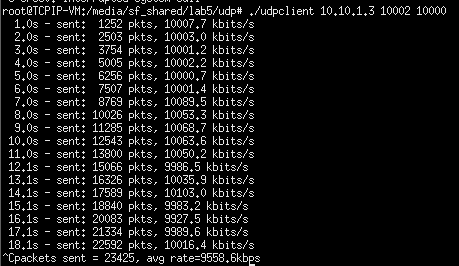 root@TCPIP-VM:/media/sf_shared/lab5/udp# ./udpclient 10.10.1.3 10002 10000
1.0s - sent: 1252 pkts, 10007.7 kbits/s
2.0s - sent: 2503 pkts, 10003.0 kbits/s
3.0s - sent: 3754 pkts, 10001.2 kbits/s
4.0s - sent: 5005 pkts, 10002.2 kbits/s
5.0s - sent: 6256 pkts, 10000.7 kbits/s
6.0s - sent: 7507 pkts, 10001.4 kbits/s
7.0s - sent: 8769 pkts, 10089.5 kbits/s
8.0s - sent: 10026 pkts, 10053.3 kbits/s
9.0s - sent: 11285 pkts, 10068.7 kbits/s
10.0s - sent: 12543 pkts, 10063.6 kbits/s
11.0s - sent: 13800 pkts, 10050.2 kbits/s
12.1s - sent: 15066 pkts, 9986.5 kbits/s
13.1s - sent: 16326 pkts, 10035.9 kbits/s
14.1s - sent: 17589 pkts, 10103.0 kbits/s
15.1s - sent: 18840 pkts, 9983.2 kbits/s
16.1s - sent: 20083 pkts, 9927.5 kbits/s
17.1s - sent: 21334 pkts, 9989.6 kbits/s
18.1s - sent: 22592 pkts, 10016.4 kbits/s
^Cpackets sent = 23425, avg rate=9558.6kbps